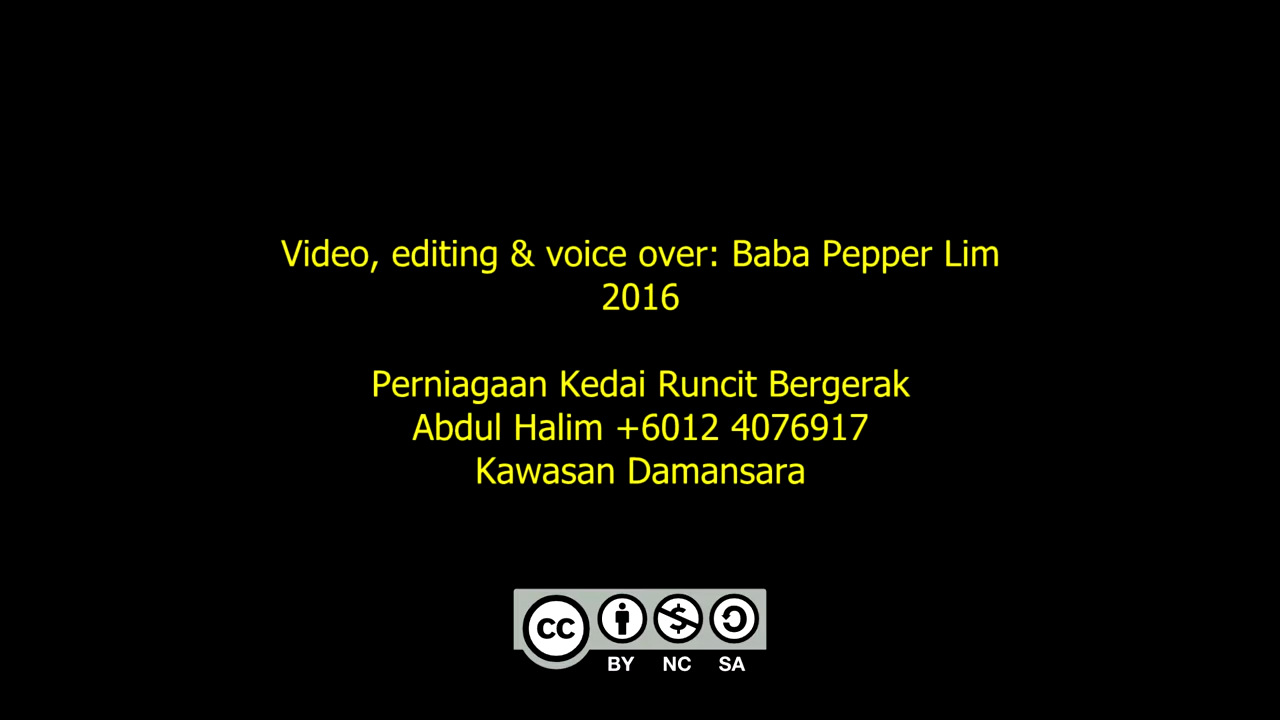 Video, editing & voice over: Baba Pepper Lim
2016
Perniagaan Kedai Runcit Bergerak
Abdul Halim +6012 4076917
Kawasan Damansara
cc
BY NC SA